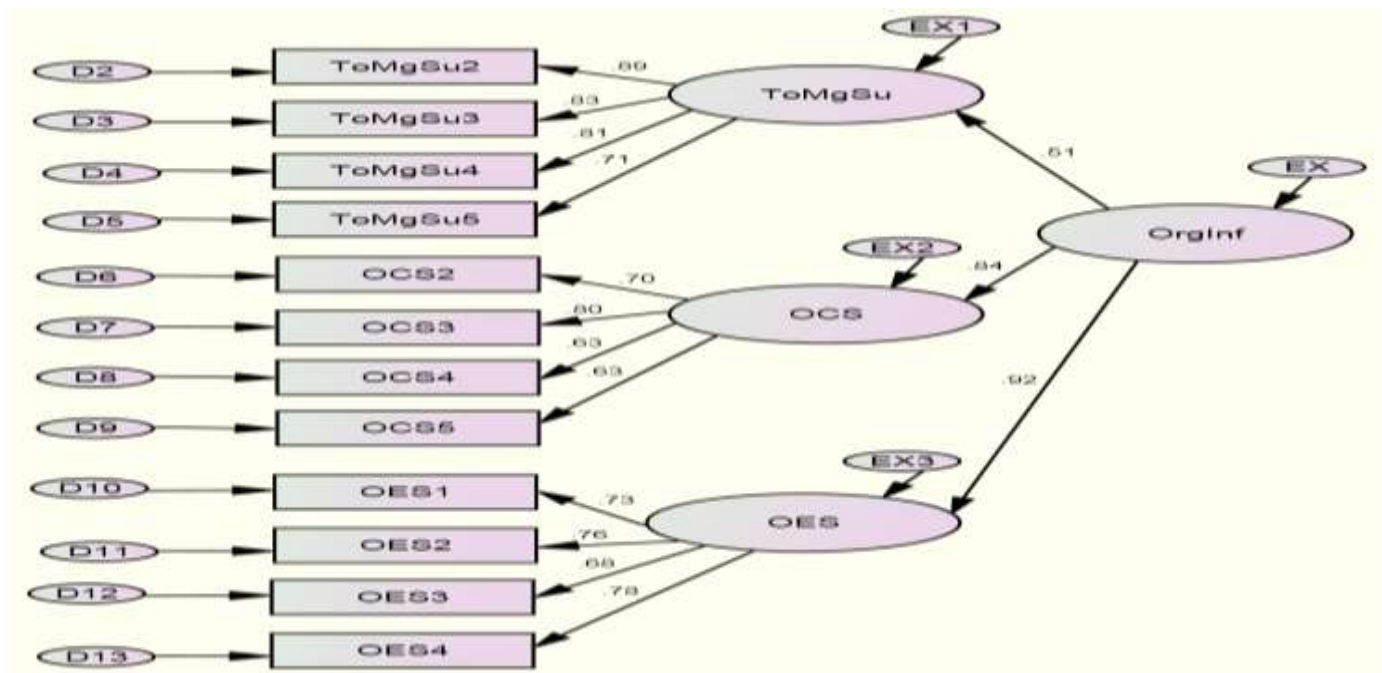 EX1
D2
ToMgSu2
.89
ToMgSu
D3
ToMgSu3
.83
D4
ToMgSu4
.81
.51
EX
D5
ToMgSu5
.71
OrgInf
D6
OCS2
.70
EX2
.84
D7
OCS3
.80
OCS
D8
OCS4
.63
D9
OCS5
.63
.92
D10
OES1
.73
EX3
D11
OES2
.76
OES
D12
OES3
.68
D13
OES4
.78